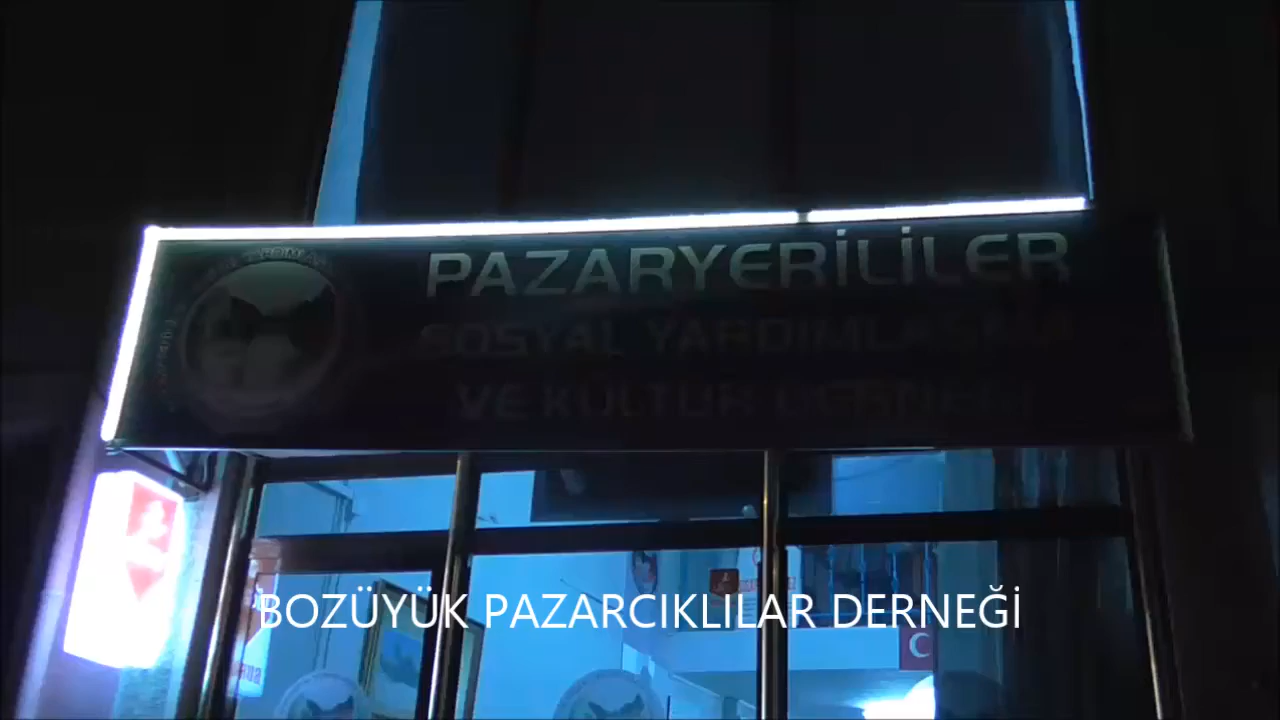 PAZARYERİLİLER
SOSYAL YARDIMLAŞMA
VE KÜLTÜR DERNEĞİ
BOZÜYÜK PAZARCIKLILAR DERNEĞİ